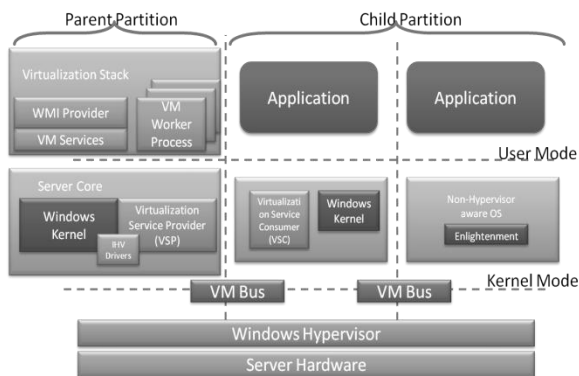 Parent Partition
Child Partition
Virtualization Stack
WMI Provider
VM Services
VM
Worker
Process
Application
Application
User Mode
Server Core
Windows
Kernel
Virtualization
Service Provider
(VSP)
IHV
Drivers
Virtualizati
on Service
Consumer
(VSC)
Windows
Kernel
Non-Hypervisor
aware OS
Enlightenment
Kernel Mode
VM Bus
VM Bus
Windows Hypervisor
Server Hardware